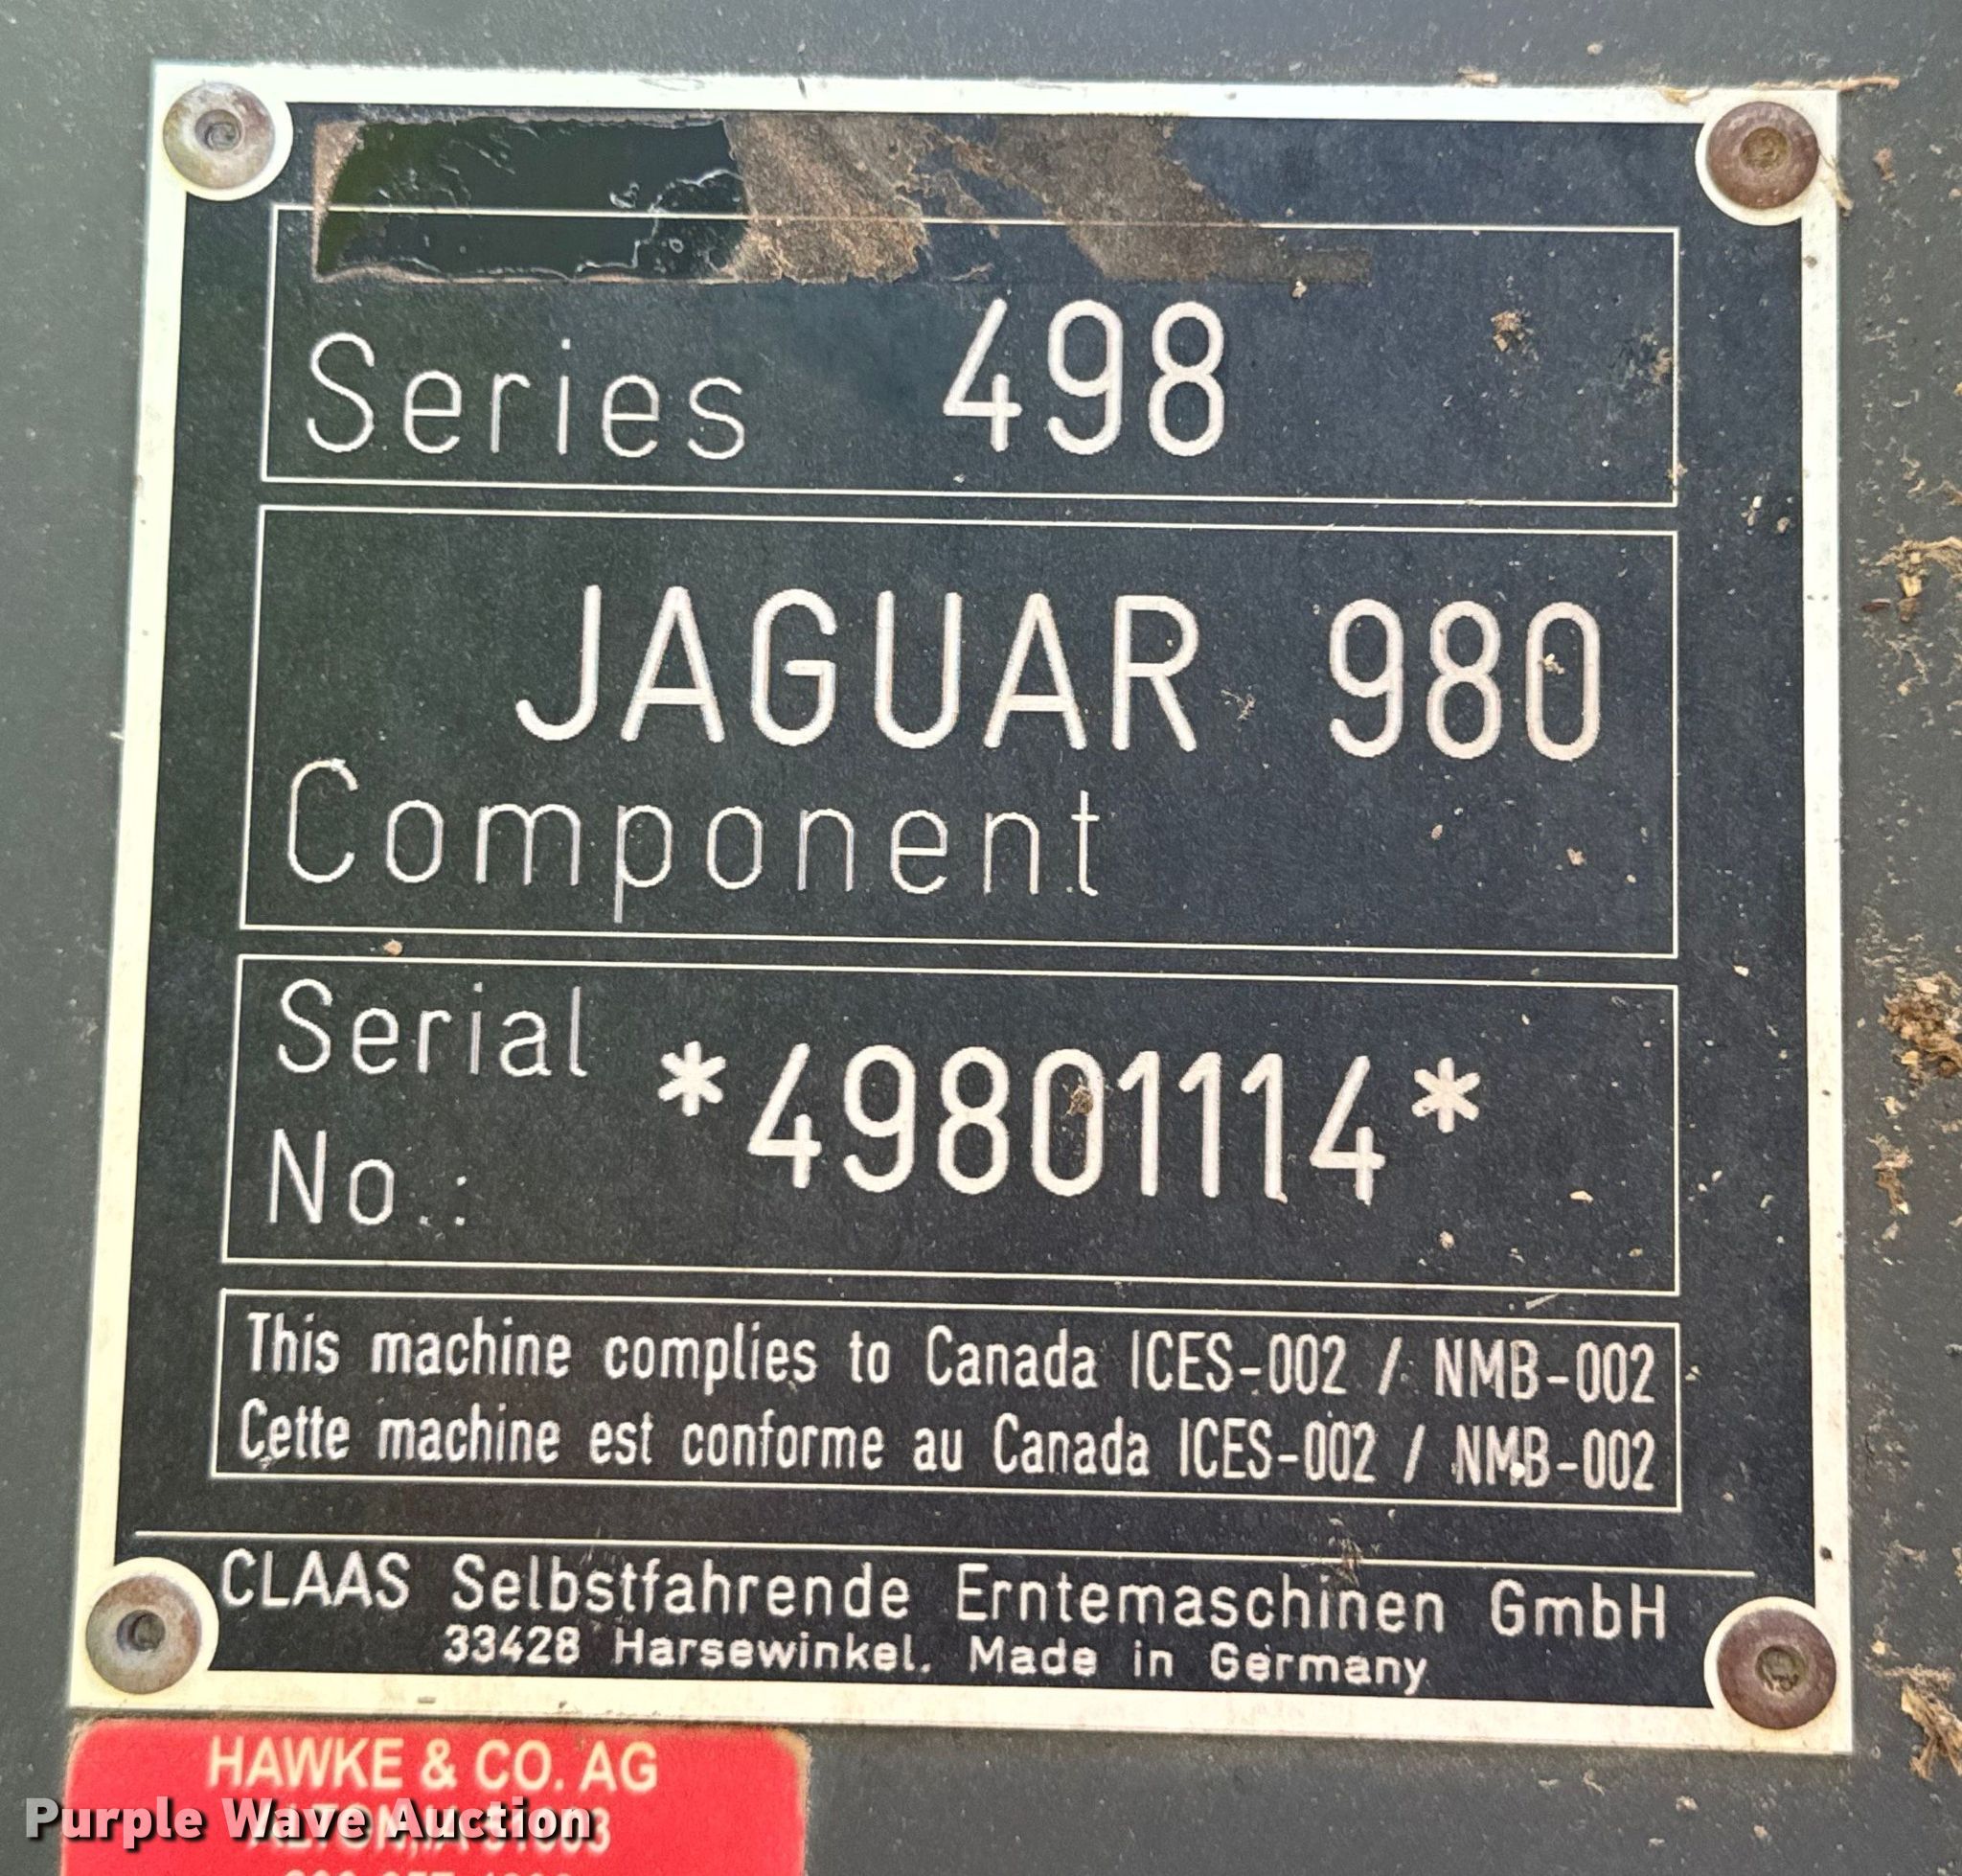 Series 498
JAGUAR 980
Component
Serial
No.: *49801114*
This machine complies to Canada ICES-002 / NMB-002
Cette machine est conforme au Canada ICES-002 / NMB-002
CLAAS Selbstfahrende Erntemaschinen GmbH
33428 Harsewinkel. Made in Germany
HAWKE & CO. AG
Purple Wave Auction